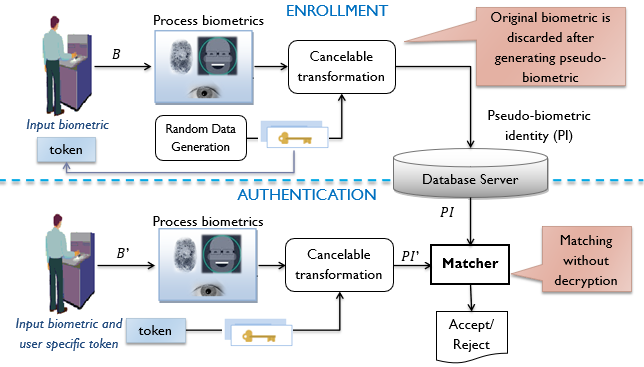 ENROLLMENT
Process biometrics
B
Cancelable
transformation
Original biometric is
discarded after
generating pseudo-
biometric
Input biometric
token
Random Data
Generation
Pseudo-biometric
identity (PI)
Database Server
AUTHENTICATION
Process biometrics
B'
Cancelable
transformation
PI'
PI
Matcher
Matching
without
decryption
Input biometric and
user specific token
token
Accept/
Reject